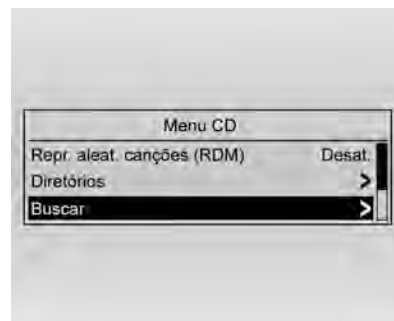 Menu CD
Repr. aleat. canções (RDM) Desat.
Diretórios >
Buscar >